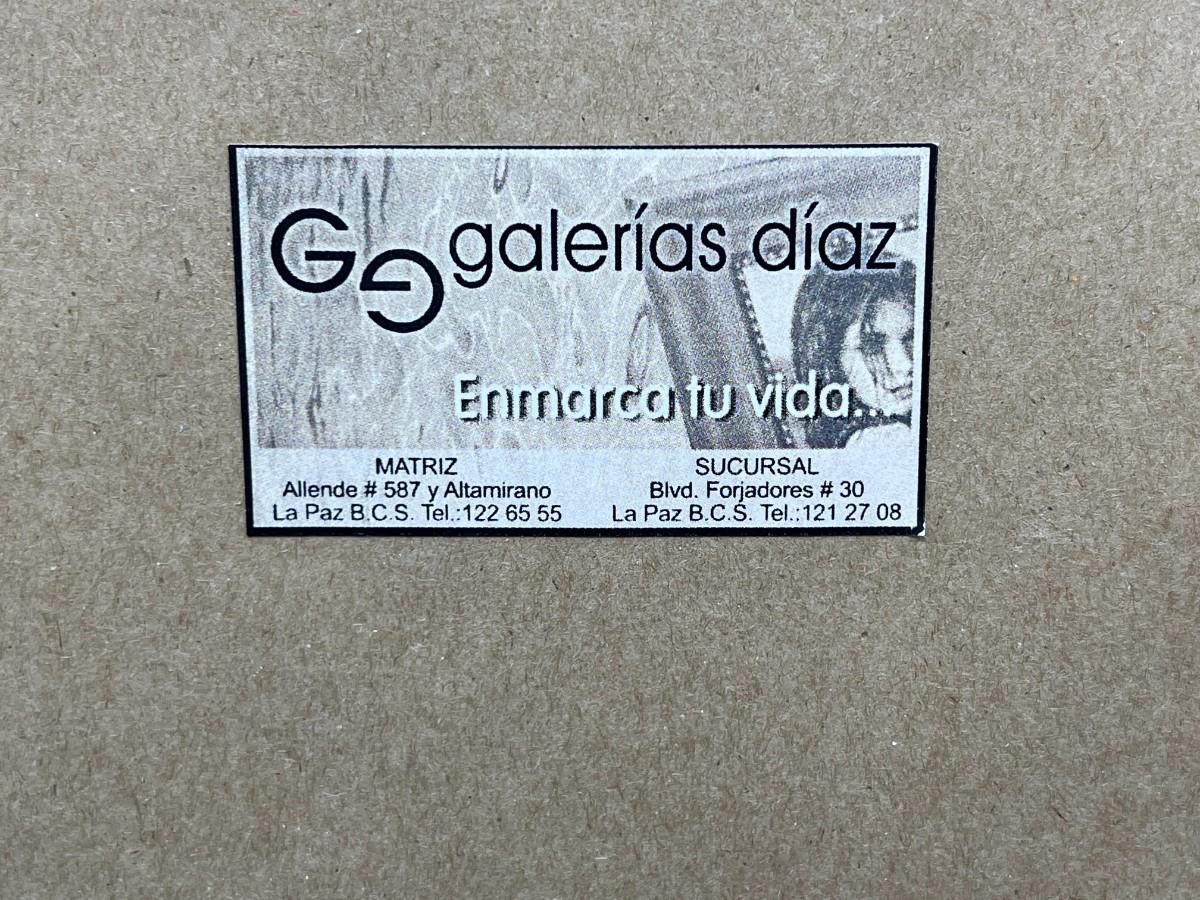 GG galerías díaz
Enmarca tu vida...
MATRIZ
Allende # 587 y Altamirano
La Paz B.C.S. Tel.:122 65 55
SUCURSAL
Blvd. Forjadores # 30
La Paz B.C.S. Tel.:121 27 08